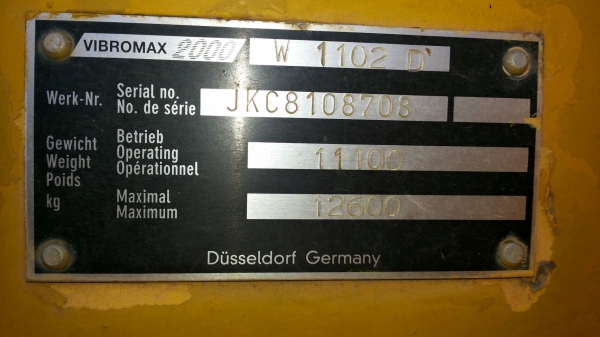 VIBROMAX 2000 W 1102 D
Werk-Nr. Serial no. No. de série JKC8108708
Gewicht Weight Poids kg
Betrieb Operating Opérationnel 11100
Maximal Maximum 12600
Düsseldorf Germany